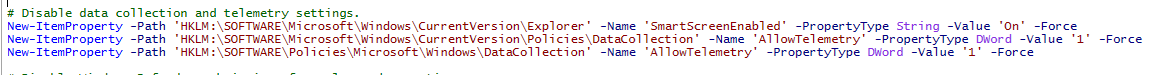 # Disable data collection and telemetry settings.
New-ItemProperty -Path 'HKLM:\SOFTWARE\Microsoft\Windows\CurrentVersion\Explorer' -Name 'SmartScreenEnabled' -PropertyType String -Value 'On' -Force
New-ItemProperty -Path 'HKLM:\SOFTWARE\Microsoft\Windows\CurrentVersion\Policies\DataCollection' -Name 'AllowTelemetry' -PropertyType DWord -Value '1' -Force
New-ItemProperty -Path 'HKLM:\SOFTWARE\Policies\Microsoft\Windows\DataCollection' -Name 'AllowTelemetry' -PropertyType DWord -Value '1' -Force